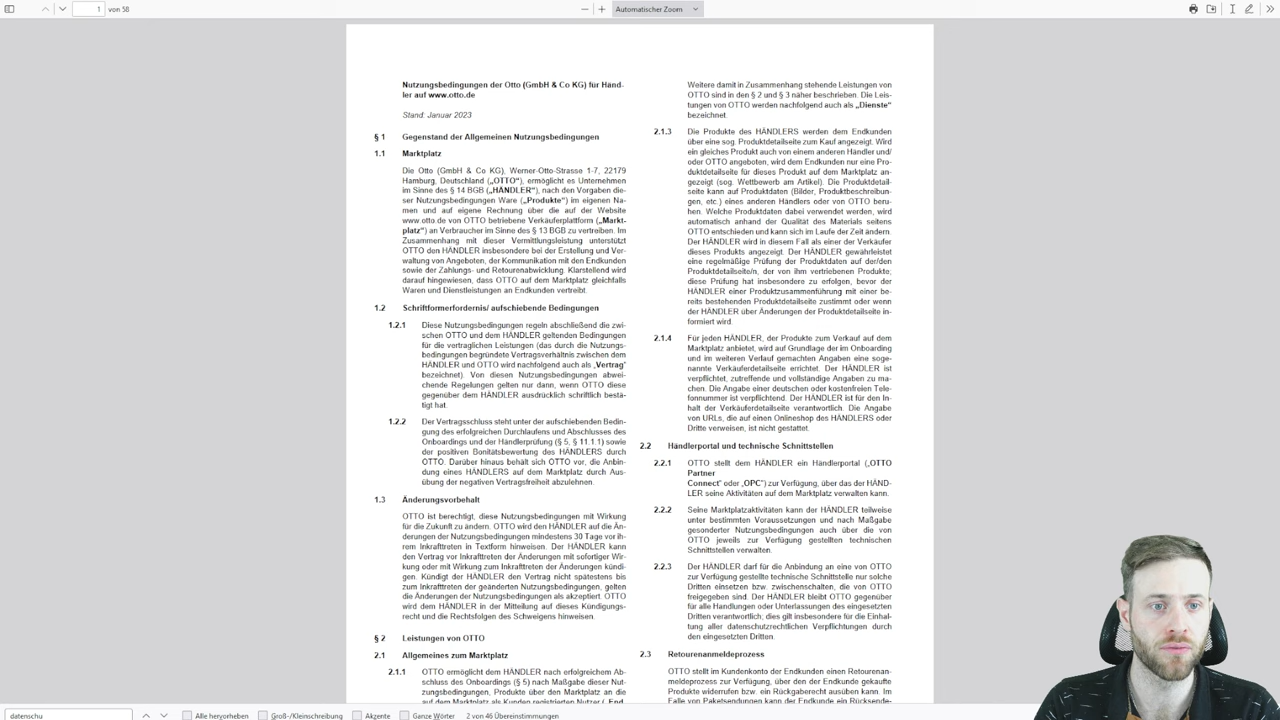 1
von 58
Automatischer Zoom
Nutzungsbedingungen der Otto (GmbH & Co KG) für Händ-
ler auf www.otto.de
Stand: Januar 2023
§ 1 Gegenstand der Allgemeinen Nutzungsbedingungen
1.1 Marktplatz
Die Otto (GmbH & Co KG), Werner-Otto-Strasse 1-7, 22179
Hamburg, Deutschland („OTTO“), ermöglicht es Unternehmen
im Sinne des § 14 BGB („HÄNDLER“), nach den Vorgaben die-
ser Nutzungsbedingungen Ware („Produkte“) im eigenen Na-
men und auf eigene Rechnung über die auf der Website
www.otto.de von OTTO betriebene Verkäuferplattform („Markt-
platz“) an Verbraucher im Sinne des § 13 BGB zu vertreiben. Im
Zusammenhang mit dieser Vermittlungsleistung unterstützt
OTTO den HÄNDLER insbesondere bei der Erstellung und Ver-
waltung von Angeboten, der Kommunikation mit den Endkunden
sowie der Zahlungs- und Retourenabwicklung. Klarstellend wird
darauf hingewiesen, dass OTTO auf dem Marktplatz gleichfalls
Waren und Dienstleistungen an Endkunden vertreibt.
1.2 Schriftformerfordernis/ aufschiebende Bedingungen
1.2.1 Diese Nutzungsbedingungen regeln abschließend die zwi-
schen OTTO und dem HÄNDLER geltenden Bedingungen
für die vertraglichen Leistungen (das durch die Nutzungs-
bedingungen begründete Vertragsverhältnis zwischen dem
HÄNDLER und OTTO wird nachfolgend auch als „Vertrag“
bezeichnet). Von diesen Nutzungsbedingungen abwei-
chende Regelungen gelten nur dann, wenn OTTO diese
gegenüber dem HÄNDLER ausdrücklich schriftlich bestä-
tigt hat.
1.2.2 Der Vertragsschluss steht unter der aufschiebenden Bedin-
gung des erfolgreichen Durchlaufens und Abschlusses des
Onboardings und der Händlerprüfung (§ 5, § 11.1.1) sowie
der positiven Bonitätsbewertung des HÄNDLERS durch
OTTO. Darüber hinaus behält sich OTTO vor, die Anbin-
dung eines HÄNDLERS auf dem Marktplatz durch Aus-
übung der negativen Vertragsfreiheit abzulehnen.
1.3 Änderungsvorbehalt
OTTO ist berechtigt, diese Nutzungsbedingungen mit Wirkung
für die Zukunft zu ändern. OTTO wird den HÄNDLER auf die Än-
derungen der Nutzungsbedingungen mindestens 30 Tage vor ih-
rem Inkrafttreten in Textform hinweisen. Der HÄNDLER kann
den Vertrag vor Inkrafttreten der Änderungen mit sofortiger Wir-
kung oder mit Wirkung zum Inkrafttreten der Änderungen kündi-
gen. Kündigt der HÄNDLER den Vertrag nicht spätestens bis
zum Inkrafttreten der geänderten Nutzungsbedingungen, gelten
die Änderungen der Nutzungsbedingungen als akzeptiert. OTTO
wird dem HÄNDLER in der Mitteilung auf dieses Kündigungs-
recht und die Rechtsfolgen des Schweigens hinweisen.
§ 2 Leistungen von OTTO
2.1 Allgemeines zum Marktplatz
2.1.1 OTTO ermöglicht dem HÄNDLER nach erfolgreichem Ab-
schluss des Onboardings (§ 5) nach Maßgabe dieser Nut-
zungsbedingungen, Produkte über den Marktplatz an die
auf dem Marktplatz als Kunden registrierten Nutzer („End-
Weitere damit in Zusammenhang stehende Leistungen von
OTTO sind in den § 2 und § 3 näher beschrieben. Die Leis-
tungen von OTTO werden nachfolgend auch als „Dienste“
bezeichnet.
2.1.3 Die Produkte des HÄNDLERS werden dem Endkunden
über eine sog. Produktdetailseite zum Kauf angezeigt. Wird
ein gleiches Produkt auch von einem anderen Händler und/
oder OTTO angeboten, wird dem Endkunden nur eine Pro-
duktdetailseite für dieses Produkt auf dem Marktplatz an-
gezeigt (sog. Wettbewerb am Artikel). Die Produktdetail-
seite kann auf Produktdaten (Bilder, Produktbeschreibun-
gen, etc.) eines anderen Händlers oder von OTTO beru-
hen. Welche Produktdaten dabei verwendet werden, wird
automatisch anhand der Qualität des Materials seitens
OTTO entschieden und kann sich im Laufe der Zeit ändern.
Der HÄNDLER wird in diesem Fall als einer der Verkäufer
dieses Produkts angezeigt. Der HÄNDLER gewährleistet
eine regelmäßige Prüfung der Produktdaten auf der/den
Produktdetailseite/n, der von ihm vertriebenen Produkte;
diese Prüfung hat insbesondere zu erfolgen, bevor der
HÄNDLER einer Produktzusammenführung mit einer be-
reits bestehenden Produktdetailseite zustimmt oder wenn
der HÄNDLER über Änderungen der Produktdetailseite in-
formiert wird.
2.1.4 Für jeden HÄNDLER, der Produkte zum Verkauf auf dem
Marktplatz anbietet, wird auf Grundlage der im Onboarding
und im weiteren Verlauf gemachten Angaben eine soge-
nannte Verkäuferdetailseite errichtet. Der HÄNDLER ist
verpflichtet, zutreffende und vollständige Angaben zu ma-
chen. Die Angabe einer deutschen oder kostenfreien Tele-
fonnummer ist verpflichtend. Der HÄNDLER ist für den In-
halt der Verkäuferdetailseite verantwortlich. Die Angabe
von URLs, die auf einen Onlineshop des HÄNDLERS oder
Dritte verweisen, ist nicht gestattet.
2.2 Händlerportal und technische Schnittstellen
2.2.1 OTTO stellt dem HÄNDLER ein Händlerportal („OTTO
Partner
Connect“ oder „OPC“) zur Verfügung, über das der HÄND-
LER seine Aktivitäten auf dem Marktplatz verwalten kann.
2.2.2 Seine Marktplatzaktivitäten kann der HÄNDLER teilweise
unter bestimmten Voraussetzungen und nach Maßgabe
gesonderter Nutzungsbedingungen auch über die von
OTTO jeweils zur Verfügung gestellten technischen
Schnittstellen verwalten.
2.2.3 Der HÄNDLER darf für die Anbindung an eine von OTTO
zur Verfügung gestellte technische Schnittstelle nur solche
Dritten einsetzen bzw. zwischenschalten, die von OTTO
freigegeben sind. Der HÄNDLER bleibt OTTO gegenüber
für alle Handlungen oder Unterlassungen des eingesetzten
Dritten verantwortlich; dies gilt insbesondere für die Einhal-
tung aller datenschutzrechtlichen Verpflichtungen durch
den eingesetzten Dritten.
2.3 Retourenanmeldeprozess
OTTO stellt im Kundenkonto der Endkunden einen Retourenan-
meldeprozess zur Verfügung, über den der Endkunde gekaufte
Produkte widerrufen bzw. ein Rückgaberecht ausüben kann. Im
Falle von Paketsendungen kann der Endkunde ein Rücksende-
datenschu
Alle hervorheben
Groß-/Kleinschreibung
Akzente
Ganze Wörter
2 von 46 Übereinstimmungen